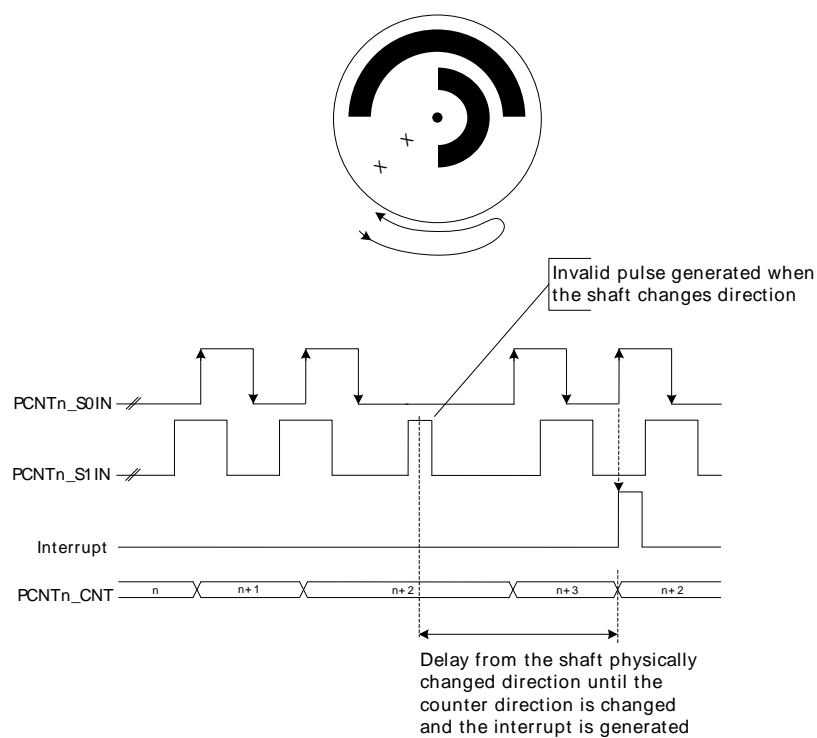 X
X
Invalid pulse generated when
the shaft changes direction
PCNTn_S0IN
PCNTn_S1IN
Interrupt
PCNTn_CNT
n
n+1
n+2
n+3
n+2
Delay from the shaft physically
changed direction until the
counter direction is changed
and the interrupt is generated